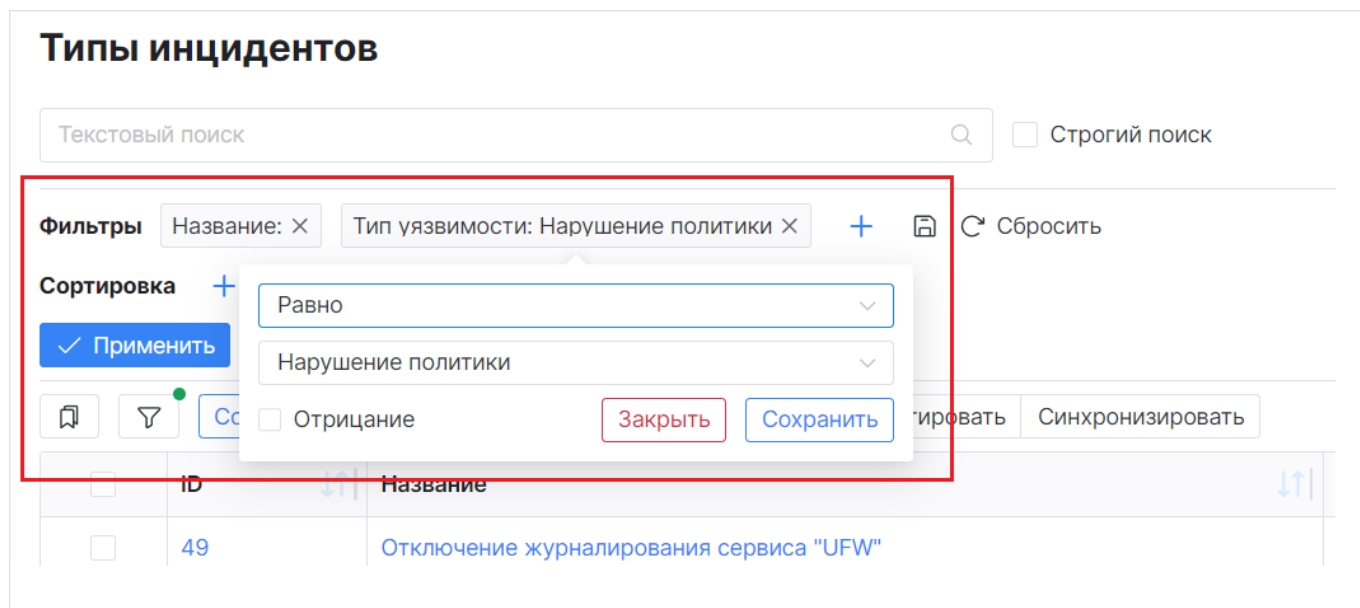 Типы инцидентов
Текстовый поиск
Строгий поиск
Фильтры Название: Тип уязвимости: Нарушение политики Сбросить
Сортировка
Равно
Применить
Нарушение политики
Отрицание Закрыть Сохранить
Синхронизировать
ID Название
49 Отключение журналирования сервиса "UFW"